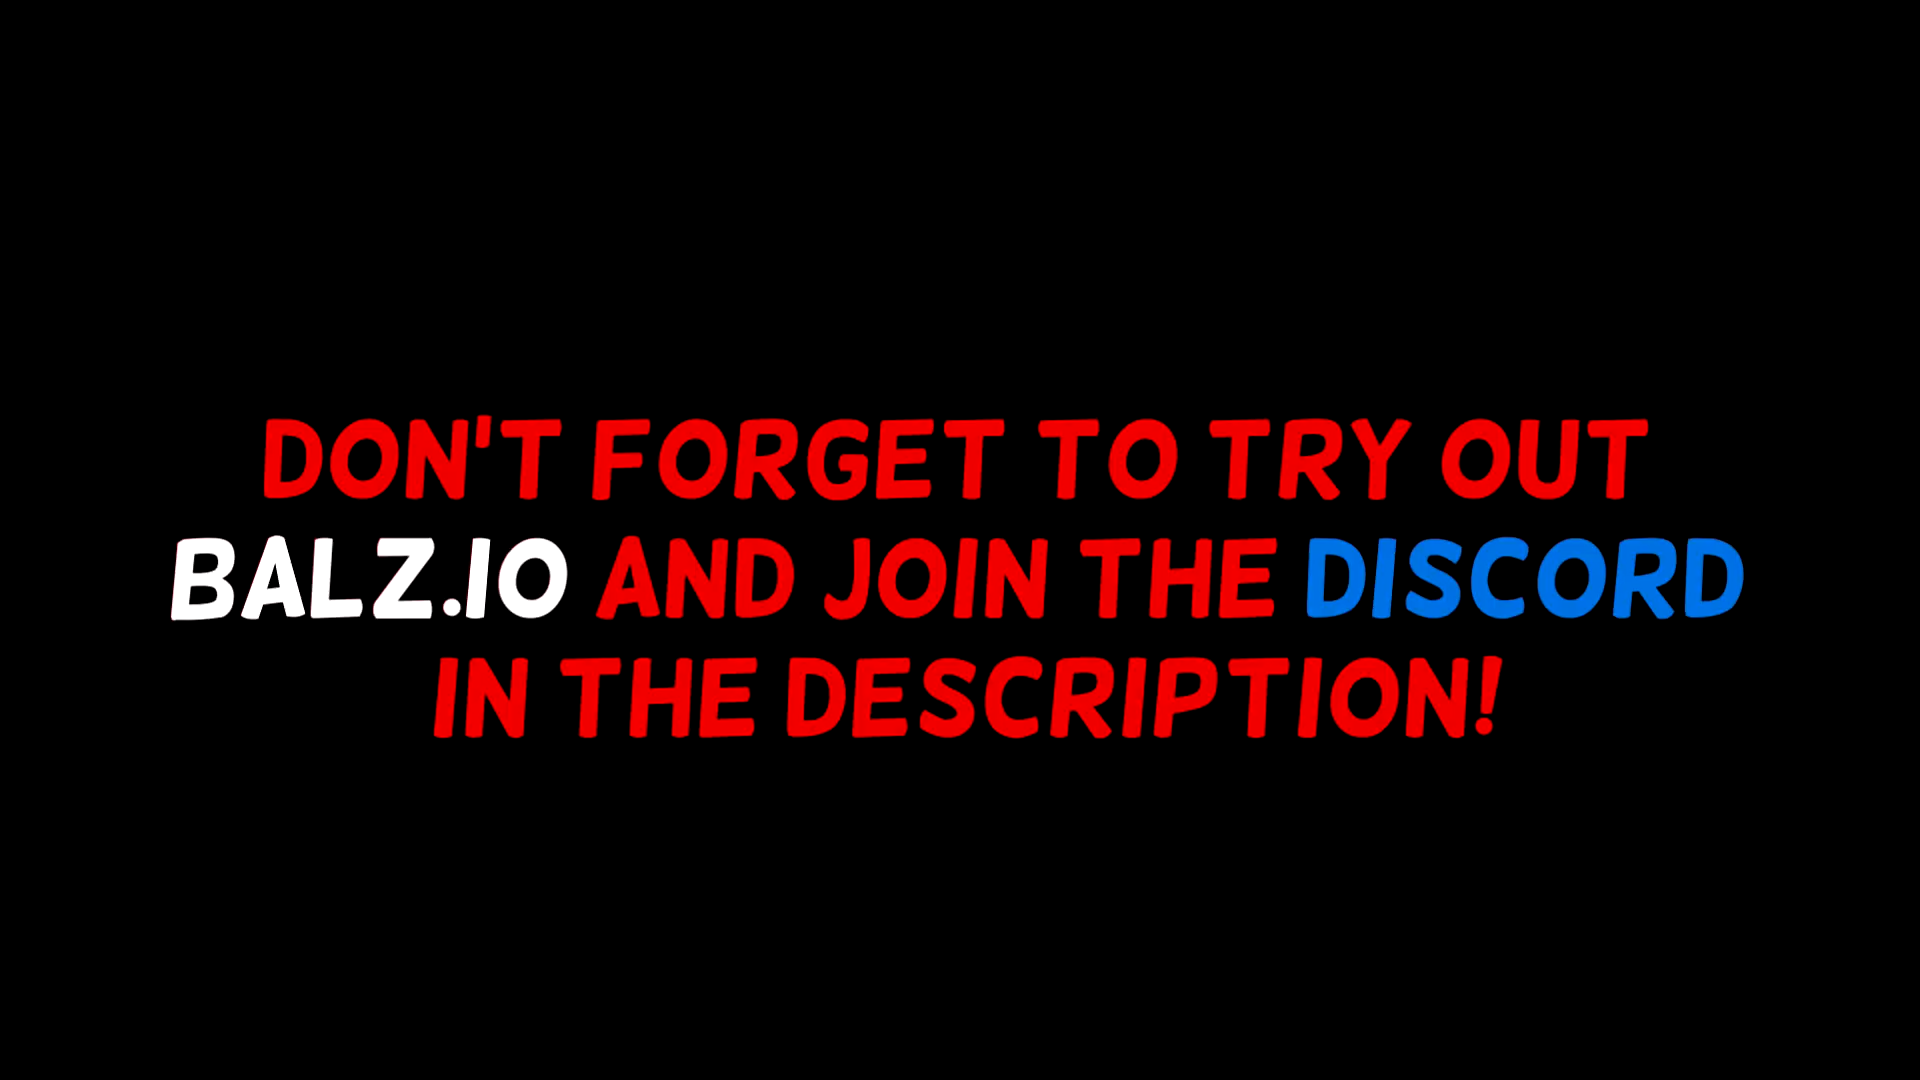 DON'T FORGET TO TRY OUT
BALZ.IO AND JOIN THE DISCORD
IN THE DESCRIPTION!